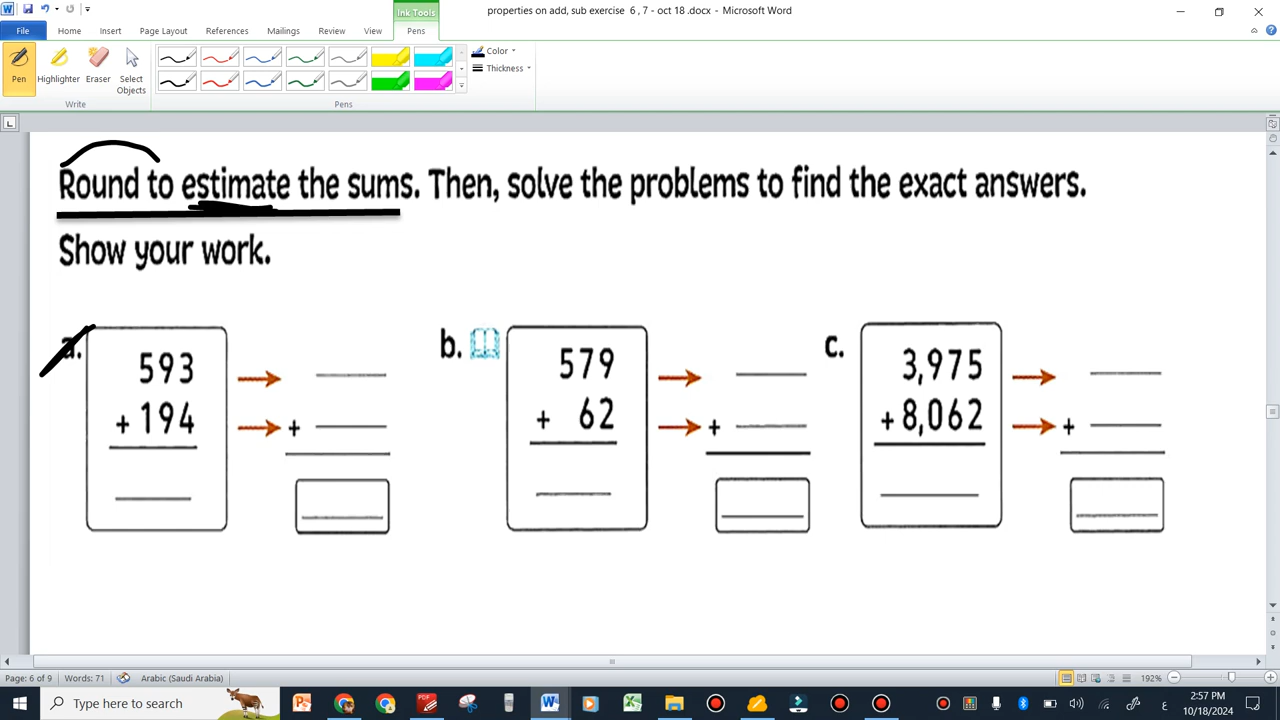 properties on add, sub exercise 6 , 7 - oct 18 .docx - Microsoft Word
Ink Tools
File Home Insert Page Layout References Mailings Review View Pens
Pen Highlighter Eraser Select Objects
Color
Thickness
Write Pens
Round to estimate the sums. Then, solve the problems to find the exact answers.
Show your work.
a. b. c.
593 579 3,975
+ 194 + + 62 + + 8,062 +
Page: 6 of 9 Words: 71 Arabic (Saudi Arabia) 192%
Type here to search
2:57 PM
10/18/2024